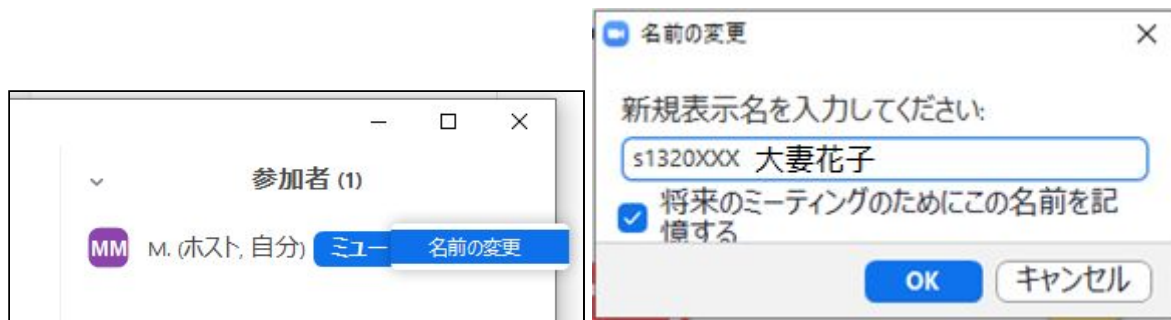 参加者 (1)
MM M. (ホスト, 自分) ミュー 名前の変更
名前の変更
新規表示名を入力してください:
s1320XXX 大妻花子
将来のミーティングのためにこの名前を記
憶する
OK キャンセル